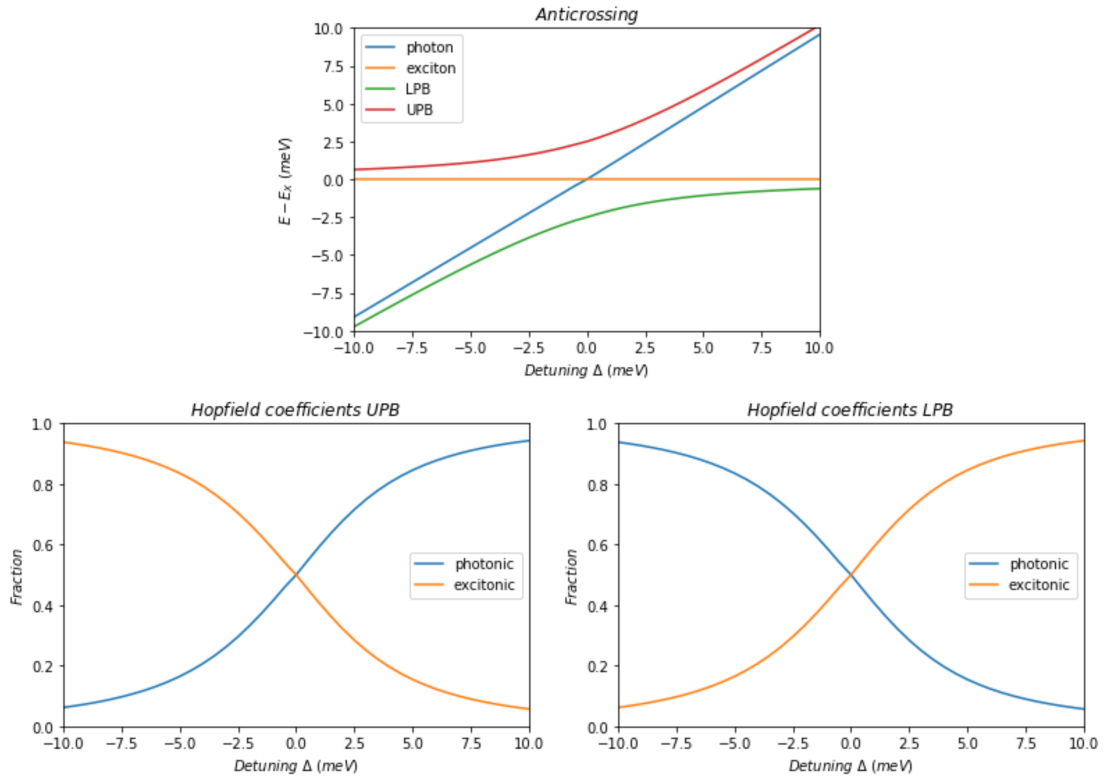 Anticrossing
10.0
7.5
5.0
2.5
0.0
−2.5
−5.0
−7.5
−10.0
E − E_X (meV)
photon
exciton
LPB
UPB
−10.0 −7.5 −5.0 −2.5 0.0 2.5 5.0 7.5 10.0
Detuning Δ (meV)
Hopfield coefficients UPB
1.0
0.8
0.6
0.4
0.2
0.0
Fraction
photonic
excitonic
−10.0 −7.5 −5.0 −2.5 0.0 2.5 5.0 7.5 10.0
Detuning Δ (meV)
Hopfield coefficients LPB
1.0
0.8
0.6
0.4
0.2
0.0
Fraction
photonic
excitonic
−10.0 −7.5 −5.0 −2.5 0.0 2.5 5.0 7.5 10.0
Detuning Δ (meV)